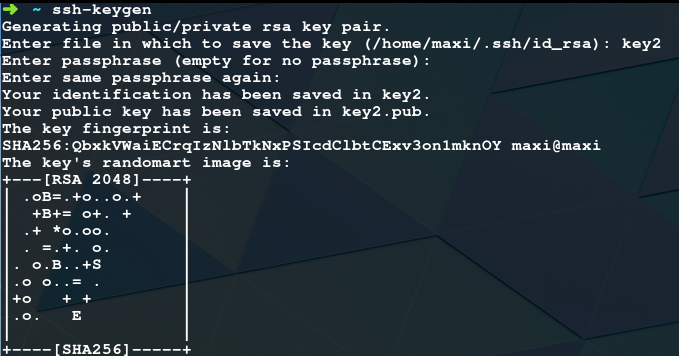 ➜ ~ ssh-keygen
Generating public/private rsa key pair.
Enter file in which to save the key (/home/maxi/.ssh/id_rsa): key2
Enter passphrase (empty for no passphrase):
Enter same passphrase again:
Your identification has been saved in key2.
Your public key has been saved in key2.pub.
The key fingerprint is:
SHA256:QbxkVWaiECrqIzNlbTkNxPSIcdClbtCExv3on1mknOY maxi@maxi
The key's randomart image is:
+---[RSA 2048]----+
| .oB=.+o..o.+    |
|  +B+= o+. +     |
| .+ *o.oo.       |
| . =.+. o.       |
|. o.B..+S        |
|.o o..= .        |
|+o   + +         |
|.o.   E          |
|                 |
+----[SHA256]-----+